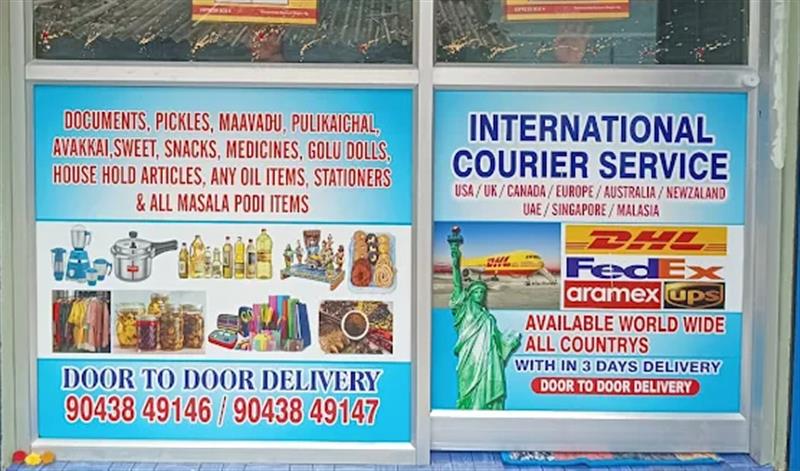 DOCUMENTS, PICKLES, MAAVADU, PULIKAICHAL,
AVAKKAI,SWEET, SNACKS, MEDICINES, GOLU DOLLS,
HOUSE HOLD ARTICLES, ANY OIL ITEMS, STATIONERS
& ALL MASALA PODI ITEMS
DOOR TO DOOR DELIVERY
90438 49146 / 90438 49147
INTERNATIONAL
COURIER SERVICE
USA / UK / CANADA / EUROPE / AUSTRALIA / NEWZALAND
UAE / SINGAPORE / MALASIA
DHL
DHL
FedEx
aramex
ups
AVAILABLE WORLD WIDE
ALL COUNTRYS
WITH IN 3 DAYS DELIVERY
DOOR TO DOOR DELIVERY